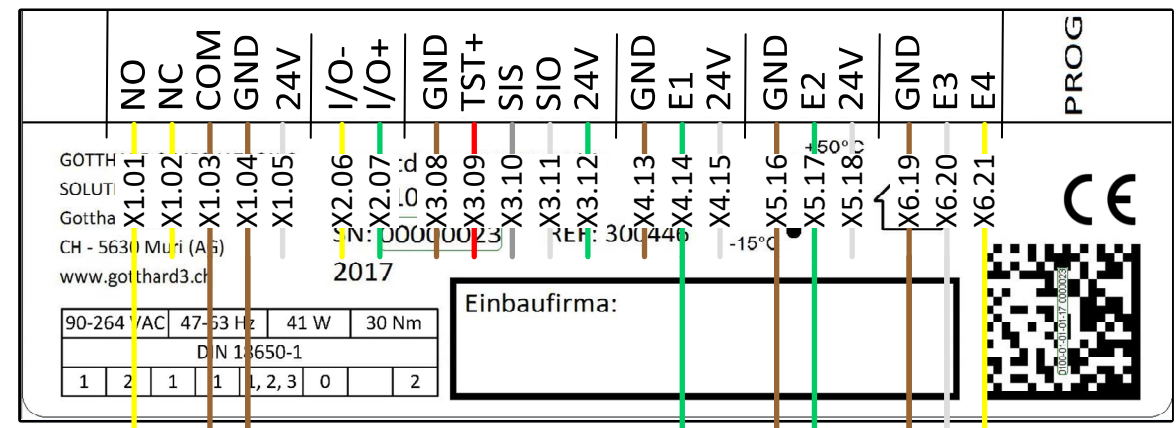 NO NC COM GND 24V I/O- I/O+ GND TST+ SIS SIO 24V GND E1 24V GND E2 24V GND E3 E4 PROG
X1.01 X1.02 X1.03 X1.04 X1.05 X2.06 X2.07 X3.08 X3.09 X3.10 X3.11 X3.12 X4.13 X4.14 X4.15 X5.16 X5.17 X5.18 X6.19 X6.20 X6.21
+50°C
-15°C
CE
CH - 5630 Muri (AG)
www.gotthard3.ch
SN: 00000023 REF: 300446
2017
Einbaufirma:
90-264 VAC 47-63 Hz 41 W 30 Nm
DIN 18650-1
1 2 1 1 1, 2, 3 0 2